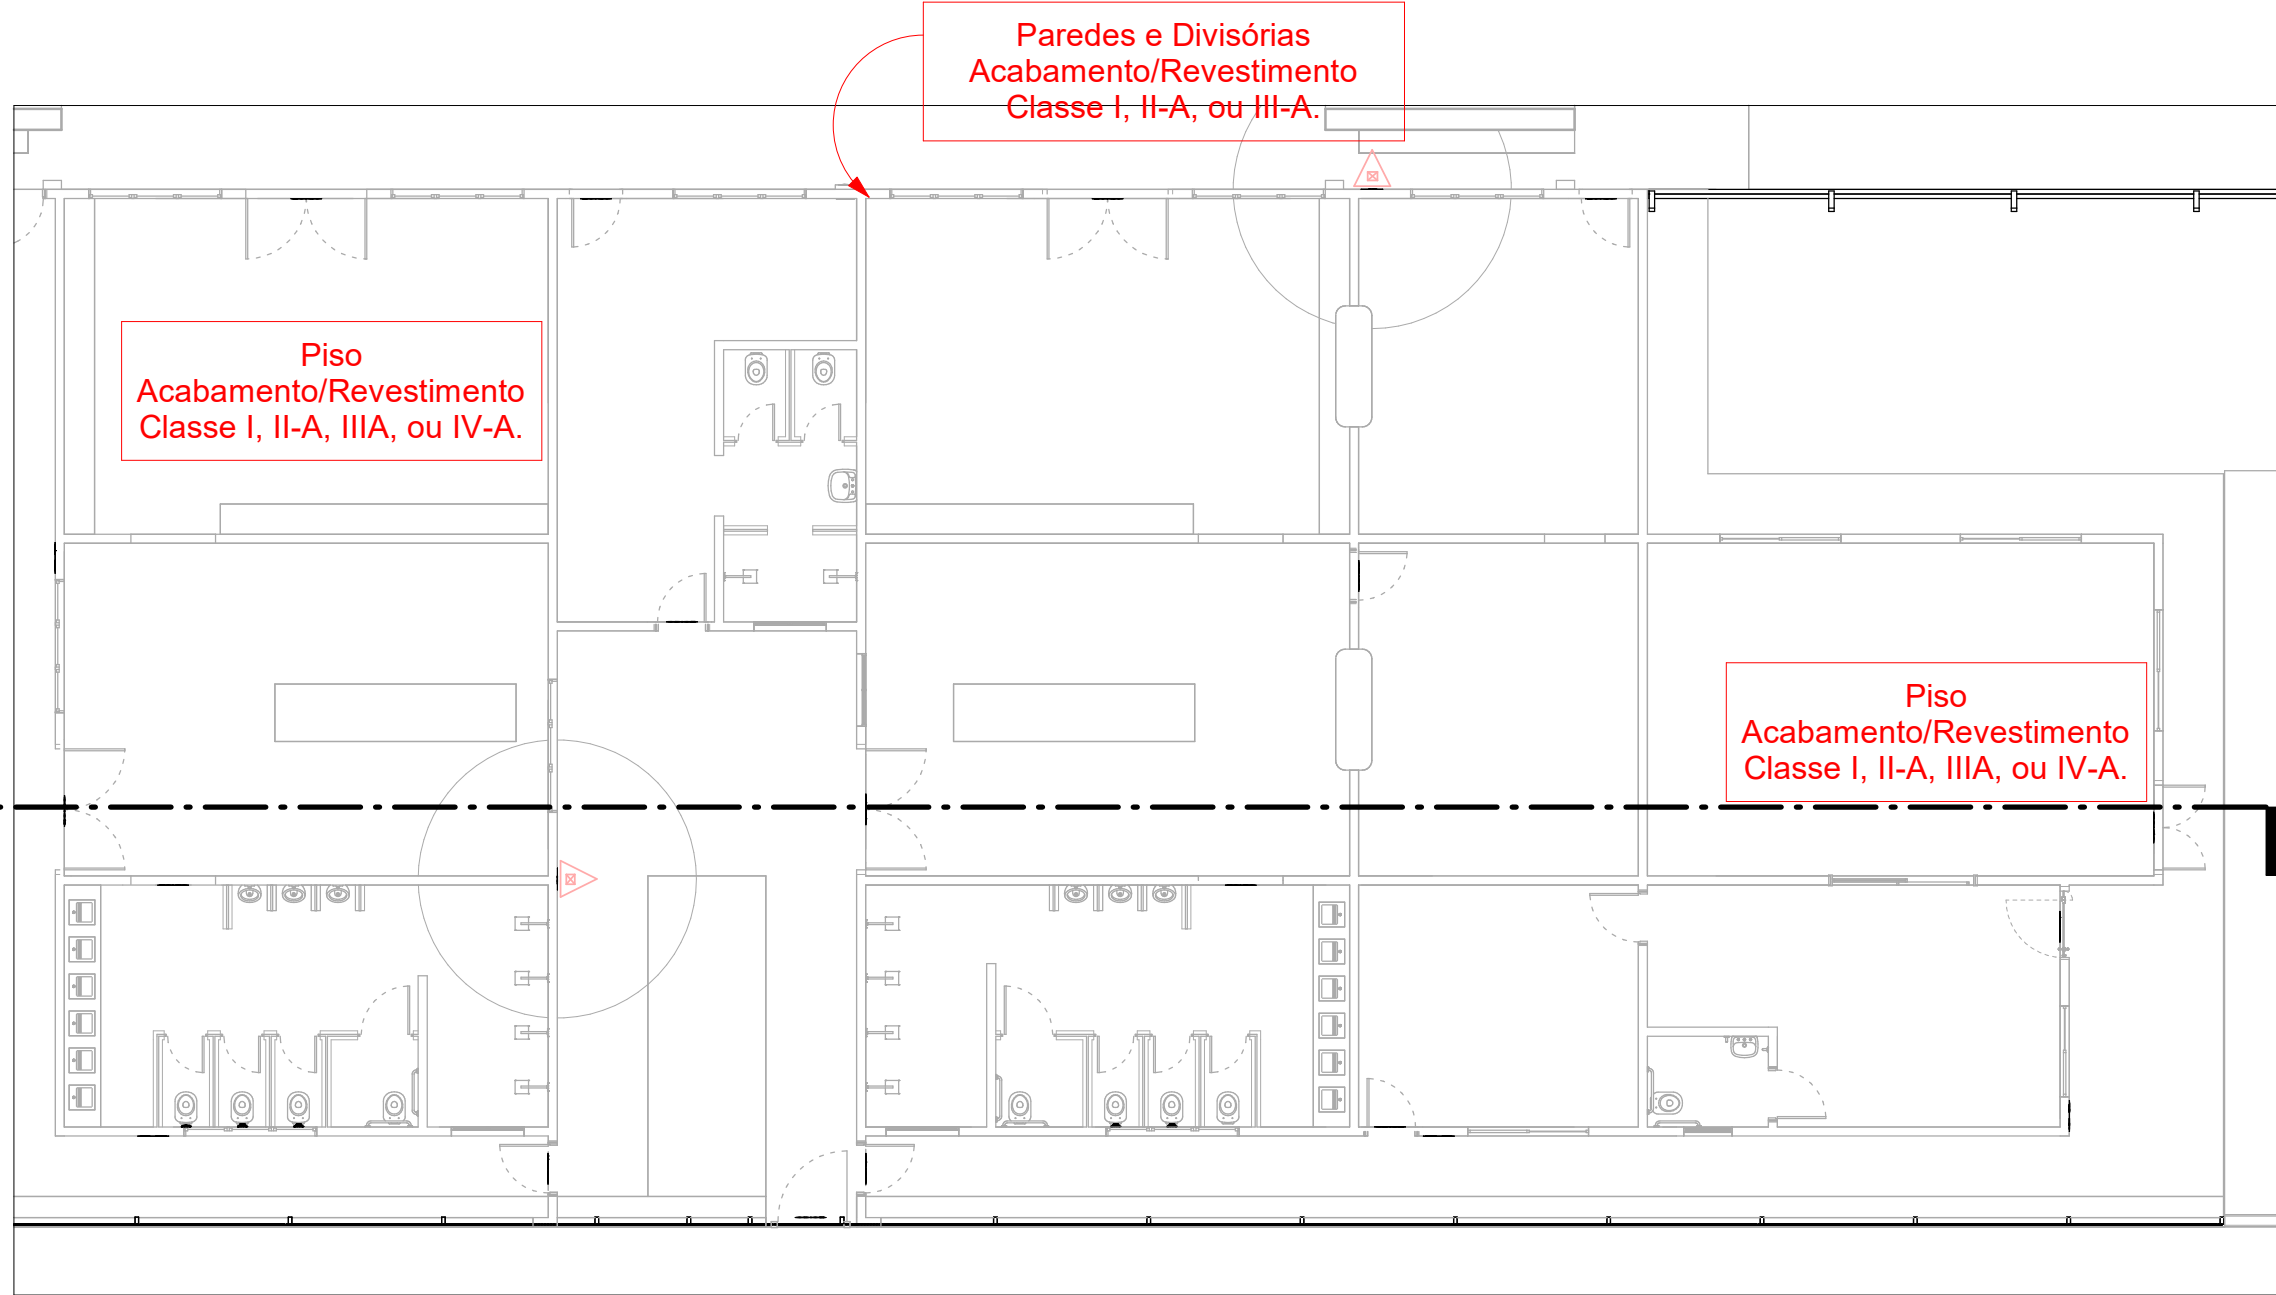 Paredes e Divisórias
Acabamento/Revestimento
Classe I, II-A, ou III-A.
Piso
Acabamento/Revestimento
Classe I, II-A, IIIA, ou IV-A.
Piso
Acabamento/Revestimento
Classe I, II-A, IIIA, ou IV-A.